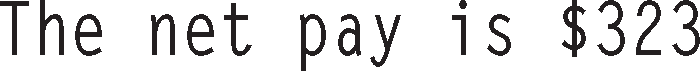 The net pay is $323